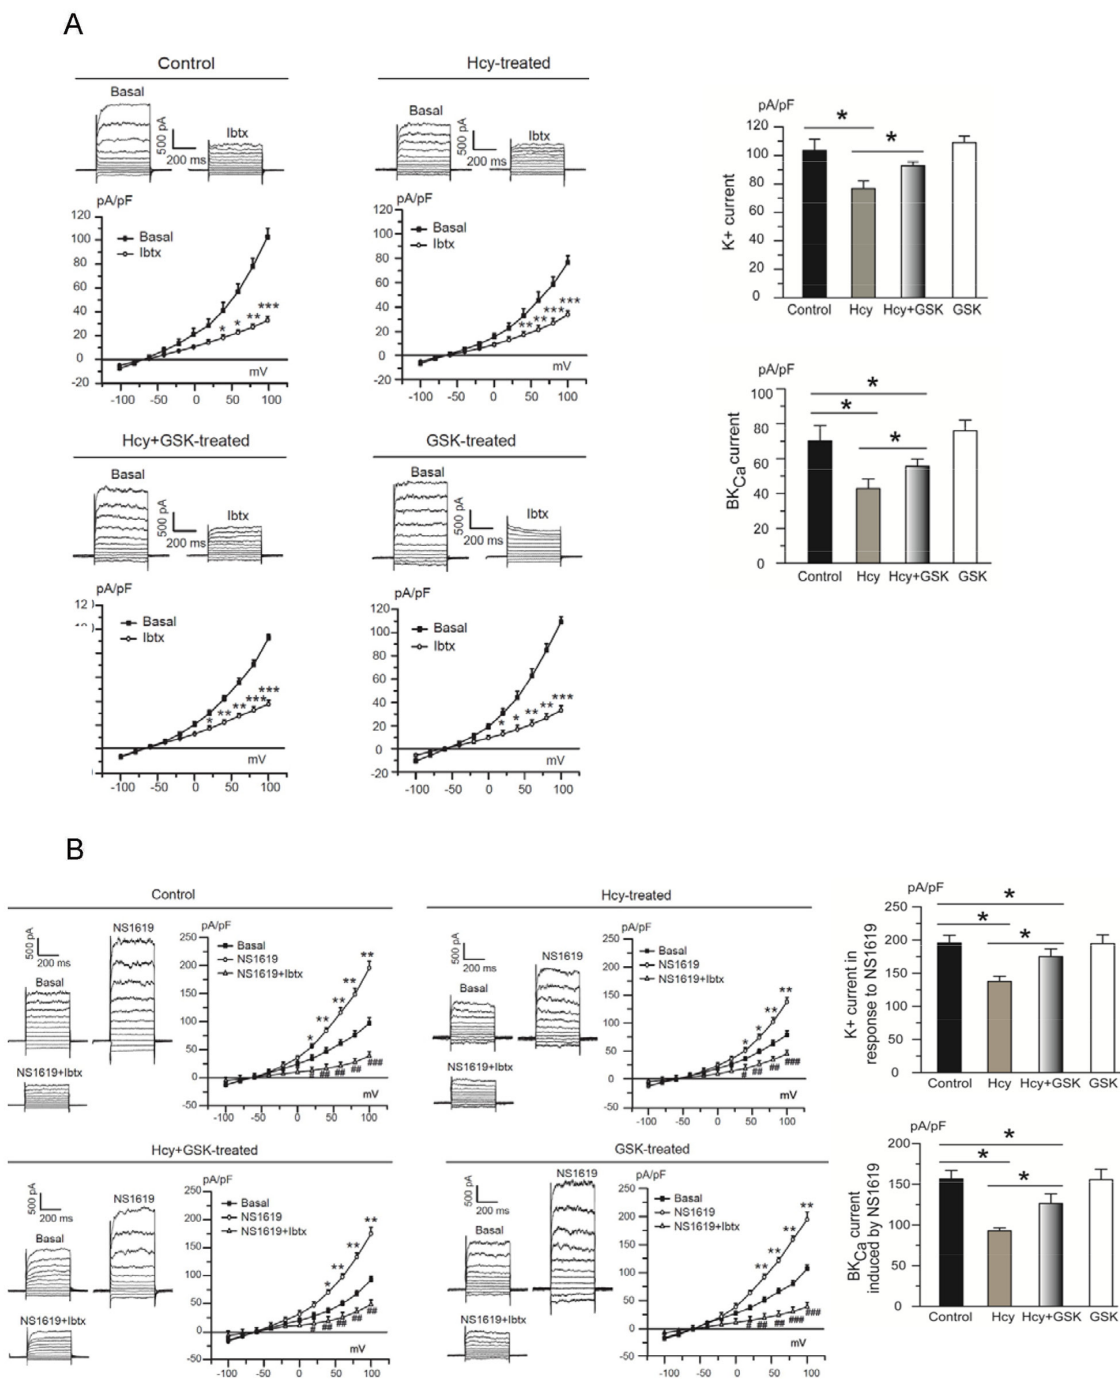 A
Control
Basal
500 pA
200 ms
Ibtx
pA/pF
120
100
80
60
40
20
0
-20
Basal
Ibtx
* * ** ***
mV
-100 -50 0 50 100
Hcy-treated
Basal
500 pA
200 ms
Ibtx
pA/pF
120
100
80
60
40
20
0
-20
Basal
Ibtx
** ** *** ***
mV
-100 -50 0 50 100
pA/pF
120
100
80
60
40
20
0
K+ current
* *
Control Hcy Hcy+GSK GSK
pA/pF
100
80
60
40
20
0
BKCa current
* * *
Control Hcy Hcy+GSK GSK
Hcy+GSK-treated
Basal
500 pA
200 ms
Ibtx
pA/pF
Basal
Ibtx
* ** ** *** ***
mV
-100 -50 0 50 100
GSK-treated
Basal
500 pA
200 ms
Ibtx
pA/pF
120
100
80
60
40
20
0
-20
Basal
Ibtx
* * ** ** ***
mV
-100 -50 0 50 100
B
Control
500 pA
200 ms
NS1619
Basal
NS1619+Ibtx
pA/pF
250
200
150
100
50
0
-50
Basal
NS1619
NS1619+Ibtx
* ** ** ** **
# ## ## ## ###
mV
-100 -50 0 50 100
Hcy-treated
500 pA
200 ms
NS1619
Basal
NS1619+Ibtx
pA/pF
250
200
150
100
50
0
-50
Basal
NS1619
NS1619+Ibtx
* * ** **
# ## ## ###
mV
-100 -50 0 50 100
pA/pF
250
200
150
100
50
0
K+ current in
response to NS1619
* * *
Control Hcy Hcy+GSK GSK
Hcy+GSK-treated
500 pA
200 ms
NS1619
Basal
NS1619+Ibtx
pA/pF
250
200
150
100
50
0
-50
Basal
NS1619
NS1619+Ibtx
* ** ** **
# ## ## ## ##
mV
-100 -50 0 50 100
GSK-treated
500 pA
200 ms
NS1619
Basal
NS1619+Ibtx
pA/pF
250
200
150
100
50
0
-50
Basal
NS1619
NS1619+Ibtx
** ** ** **
# ## ## ### ###
mV
-100 -50 0 50 100
pA/pF
200
150
100
50
0
BKCa current
induced by NS1619
* * *
Control Hcy Hcy+GSK GSK